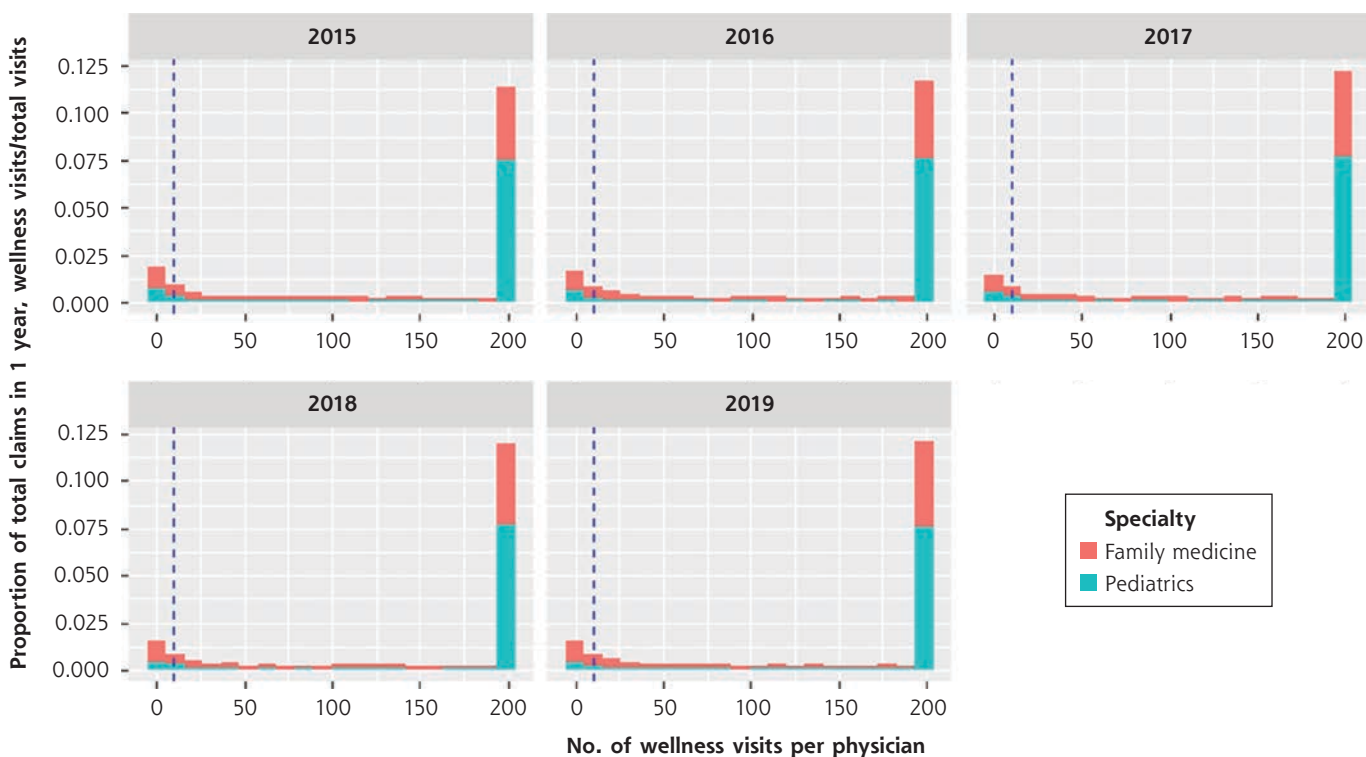 Proportion of total claims in 1 year, wellness visits/total visits
2015
2016
2017
0.125
0.100
0.075
0.050
0.025
0.000
0 50 100 150 200
0 50 100 150 200
0 50 100 150 200
2018
2019
0.125
0.100
0.075
0.050
0.025
0.000
0 50 100 150 200
0 50 100 150 200
Specialty
Family medicine
Pediatrics
No. of wellness visits per physician